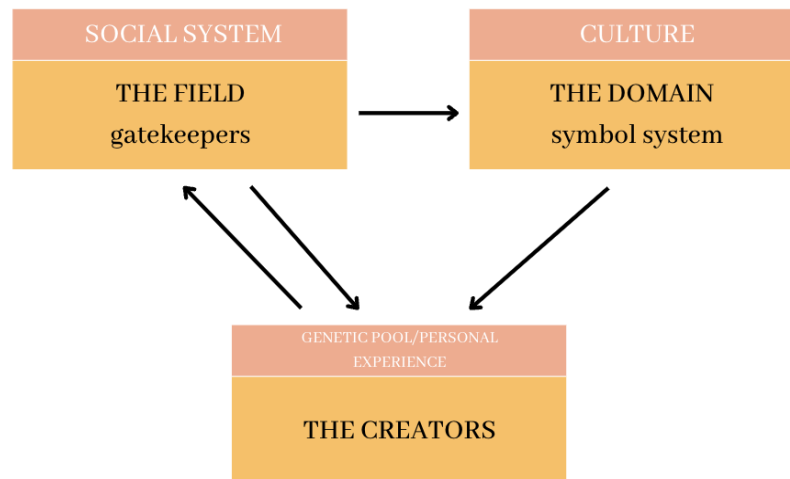 SOCIAL SYSTEM
THE FIELD
gatekeepers
CULTURE
THE DOMAIN
symbol system
GENETIC POOL/PERSONAL
EXPERIENCE
THE CREATORS